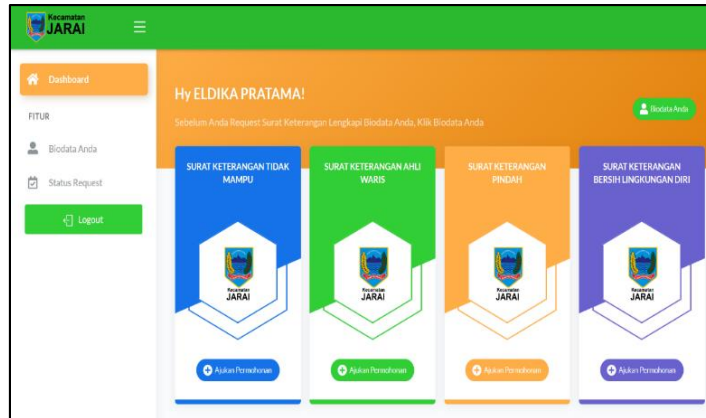 Kecamatan
JARAI
Dashboard
FITUR
Biodata Anda
Status Request
Logout
Hy ELDIKA PRATAMA!
Sebelum Anda Request Surat Keterangan Lengkapi Biodata Anda, Klik Biodata Anda
Biodata Anda
SURAT KETERANGAN TIDAK
MAMPU
Kecamatan
JARAI
Ajukan Permohonan
SURAT KETERANGAN AHLI
WARIS
Kecamatan
JARAI
Ajukan Permohonan
SURAT KETERANGAN
PINDAH
Kecamatan
JARAI
Ajukan Permohonan
SURAT KETERANGAN
BERSIH LINGKUNGAN DIRI
Kecamatan
JARAI
Ajukan Permohonan